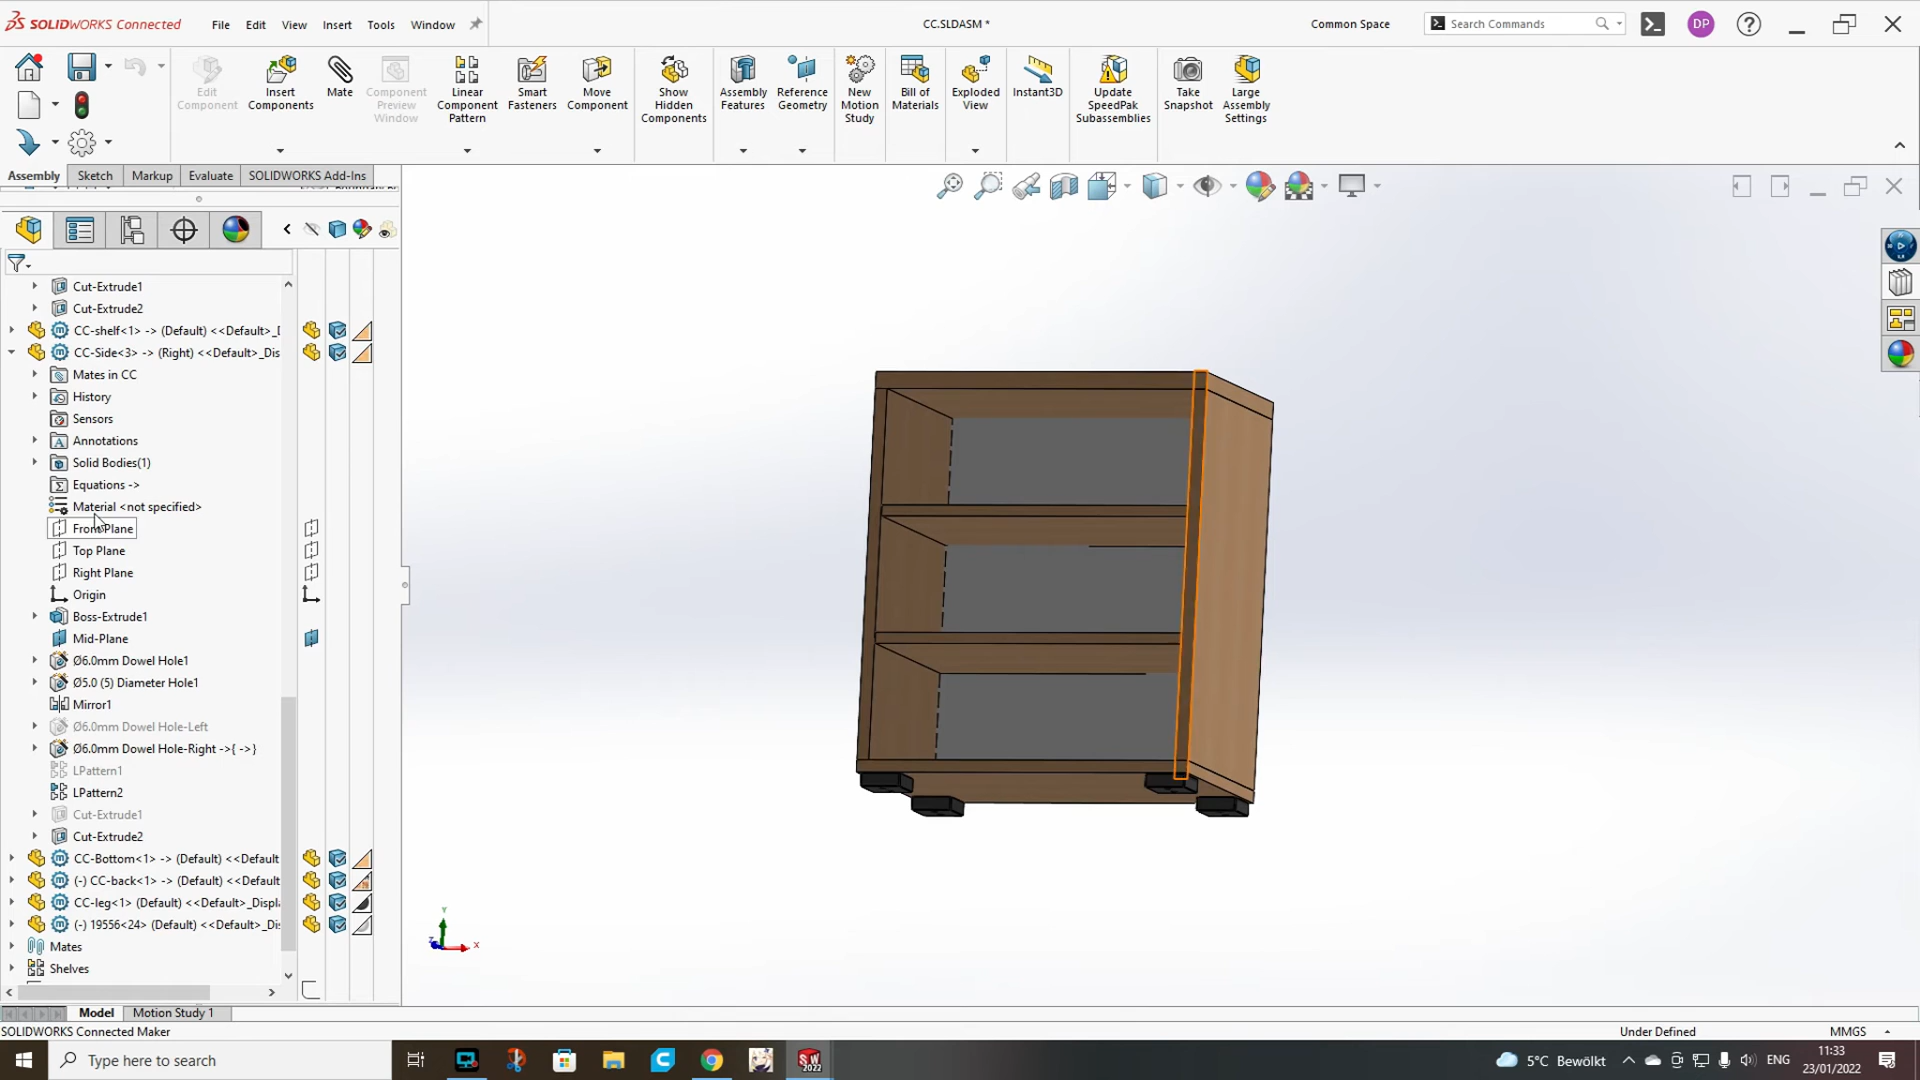 SOLIDWORKS Connected
File Edit View Insert Tools Window
CC.SLDASM *
Common Space
Search Commands
DP
Edit Component
Insert Components
Mate
Component Preview Window
Linear Component Pattern
Smart Fasteners
Move Component
Show Hidden Components
Assembly Features
Reference Geometry
New Motion Study
Bill of Materials
Exploded View
Instant3D
Update SpeedPak Subassemblies
Take Snapshot
Large Assembly Settings
Assembly Sketch Markup Evaluate SOLIDWORKS Add-Ins
Cut-Extrude1
Cut-Extrude2
CC-shelf<1> -> (Default) <<Default>_D
CC-Side<3> -> (Right) <<Default>_Dis
Mates in CC
History
Sensors
Annotations
Solid Bodies(1)
Equations ->
Material <not specified>
Front Plane
Top Plane
Right Plane
Origin
Boss-Extrude1
Mid-Plane
Ø6.0mm Dowel Hole1
Ø5.0 (5) Diameter Hole1
Mirror1
Ø6.0mm Dowel Hole-Left
Ø6.0mm Dowel Hole-Right ->{ ->}
LPattern1
LPattern2
Cut-Extrude1
Cut-Extrude2
CC-Bottom<1> -> (Default) <<Default
(-) CC-back<1> -> (Default) <<Default
CC-leg<1> (Default) <<Default>_Displ
(-) 19556<24> (Default) <<Default>_Dis
Mates
Shelves
Y
Z
X
Model Motion Study 1
SOLIDWORKS Connected Maker
Under Defined
MMGS
Type here to search
SW
2022
5°C Bewölkt
ENG
11:33
23/01/2022